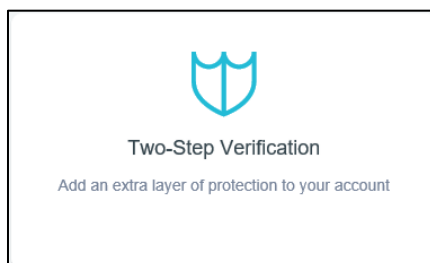 Two-Step Verification
Add an extra layer of protection to your account